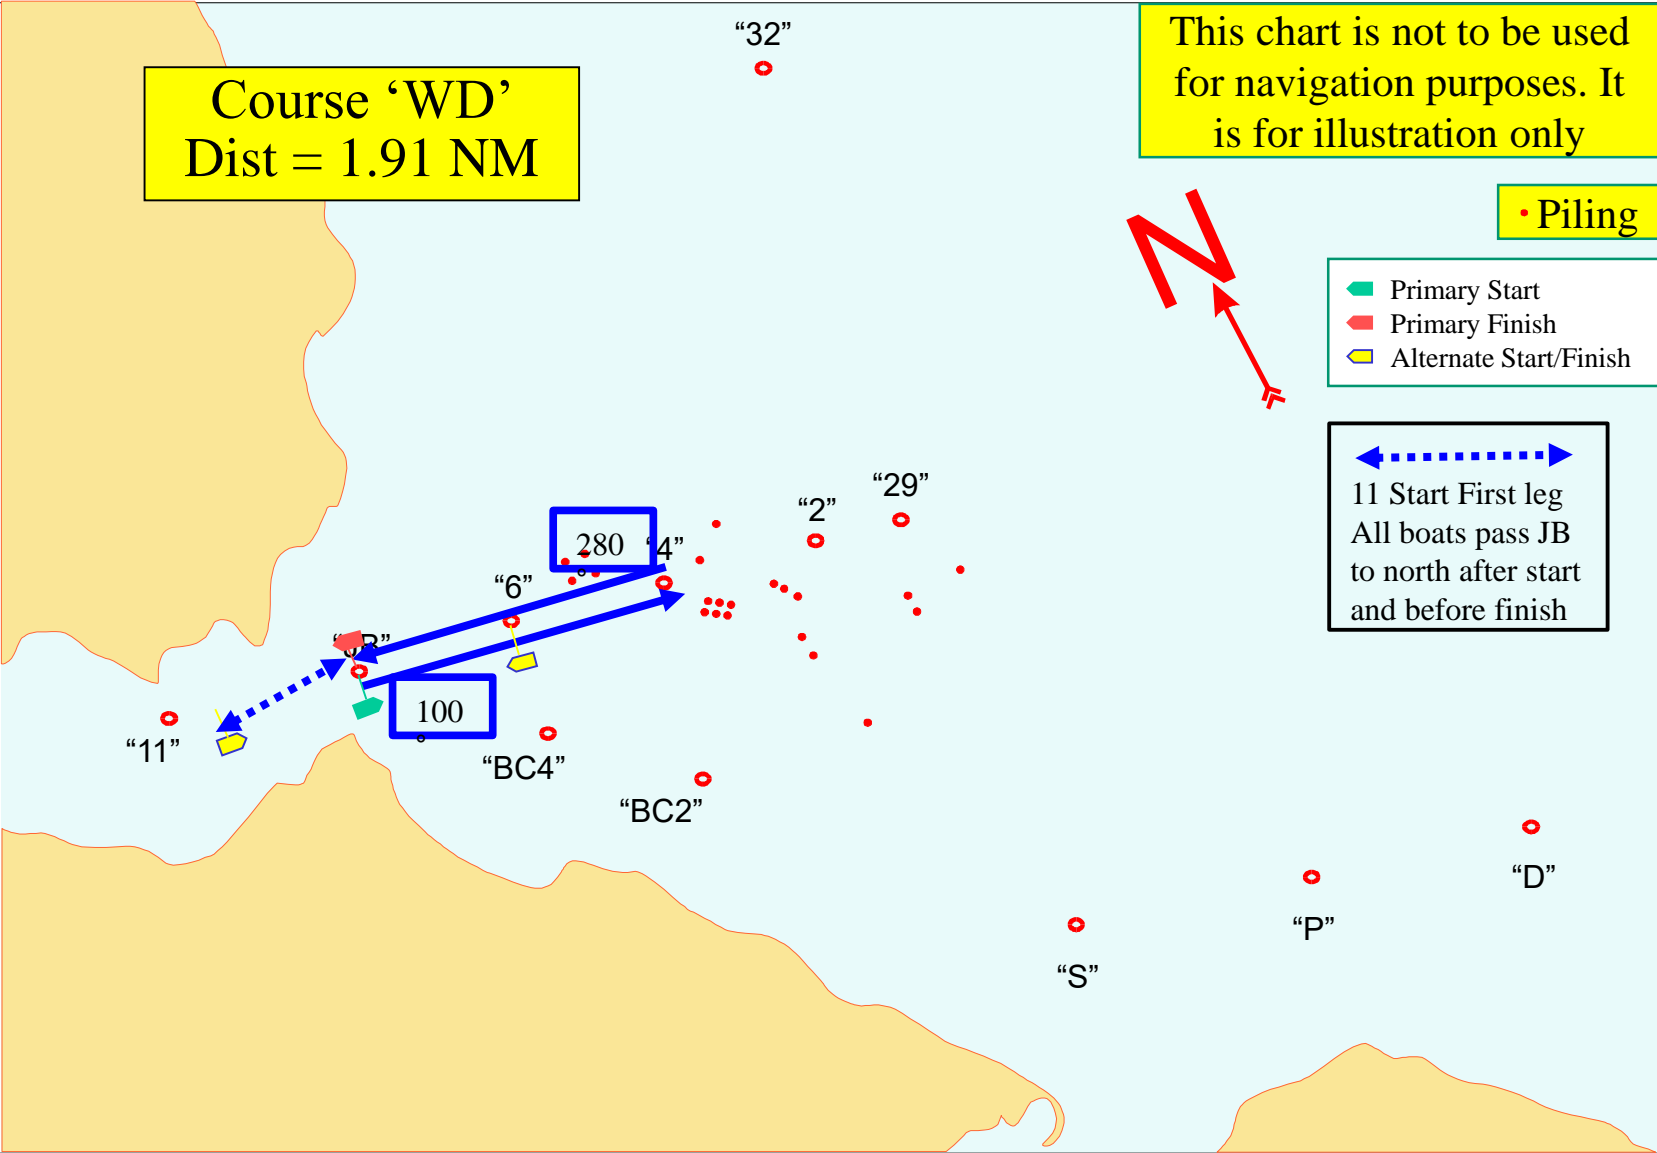 “32”
This chart is not to be used
for navigation purposes. It
is for illustration only
Course ‘WD’
Dist = 1.91 NM
N
Piling
Primary Start
Primary Finish
Alternate Start/Finish
11 Start First leg
All boats pass JB
to north after start
and before finish
“29”
“2”
280
°
“4”
“6”
100
°
“11”
“BC4”
“BC2”
“D”
“P”
“S”